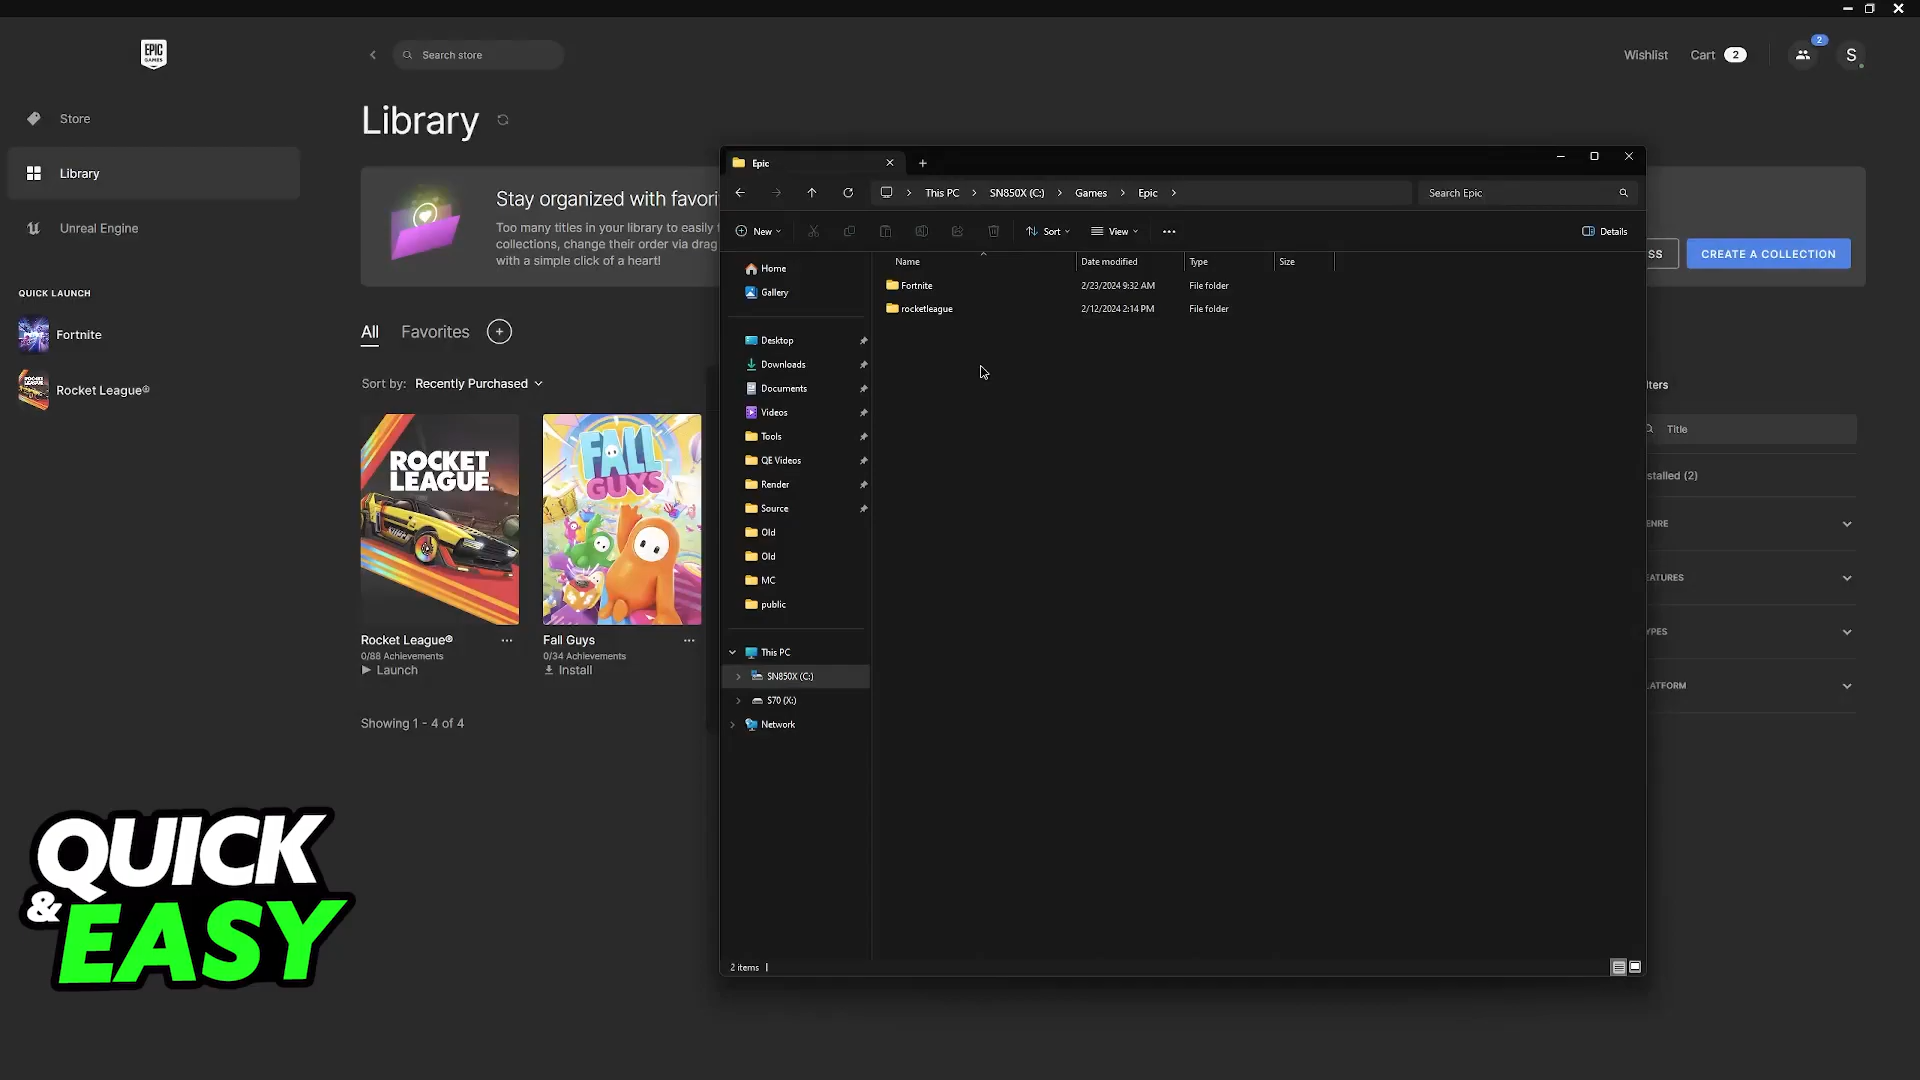 EPIC
GAMES
Search store
Wishlist
Cart 2
2
S
Store
Library
Unreal Engine
QUICK LAUNCH
Fortnite
Rocket League®
Library
Stay organized with favori
Too many titles in your library to easily f
collections, change their order via drag
with a simple click of a heart!
SS
CREATE A COLLECTION
All
Favorites
Sort by: Recently Purchased
ROCKET
LEAGUE
Rocket League®
0/88 Achievements
Launch
FALL
GUYS
Fall Guys
0/34 Achievements
Install
Showing 1 - 4 of 4
lters
Title
stalled (2)
ENRE
EATURES
YPES
LATFORM
Epic
This PC
SN850X (C:)
Games
Epic
Search Epic
New
Sort
View
Details
Name
Date modified
Type
Size
Fortnite
2/23/2024 9:32 AM
File folder
rocketleague
2/12/2024 2:14 PM
File folder
Home
Gallery
Desktop
Downloads
Documents
Videos
Tools
QE Videos
Render
Source
Old
Old
MC
public
This PC
SN850X (C:)
S70 (X:)
Network
2 items
QUICK
& EASY